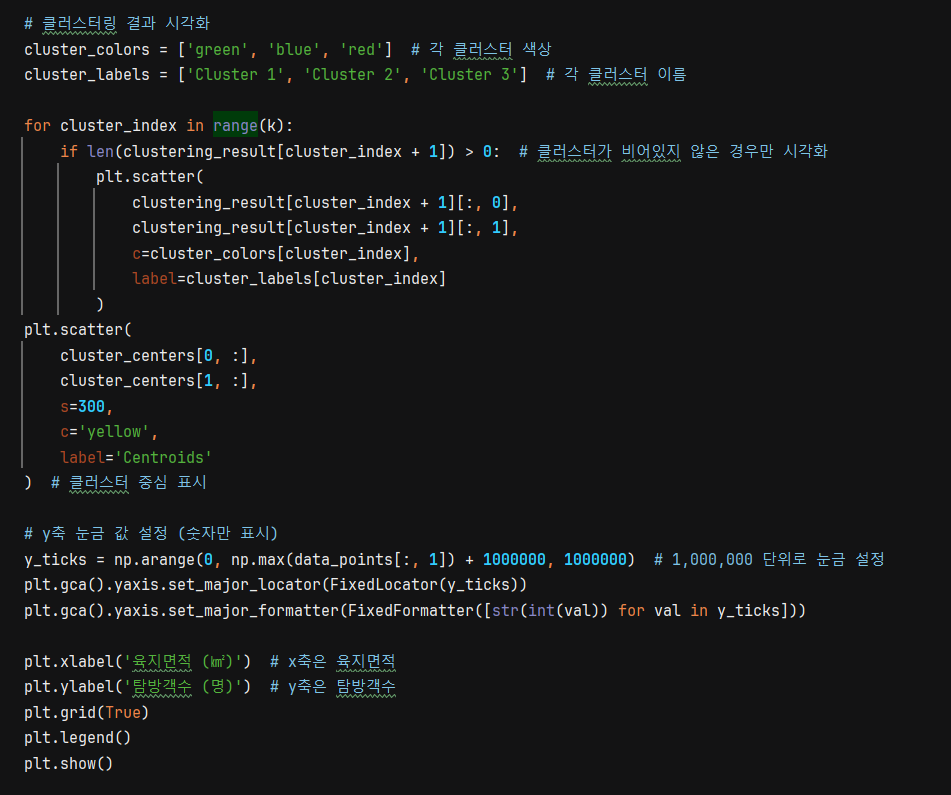 # 클러스터링 결과 시각화
cluster_colors = ['green', 'blue', 'red']  # 각 클러스터 색상
cluster_labels = ['Cluster 1', 'Cluster 2', 'Cluster 3']  # 각 클러스터 이름

for cluster_index in range(k):
    if len(clustering_result[cluster_index + 1]) > 0:  # 클러스터가 비어있지 않은 경우만 시각화
        plt.scatter(
            clustering_result[cluster_index + 1][:, 0],
            clustering_result[cluster_index + 1][:, 1],
            c=cluster_colors[cluster_index],
            label=cluster_labels[cluster_index]
        )
plt.scatter(
    cluster_centers[0, :],
    cluster_centers[1, :],
    s=300,
    c='yellow',
    label='Centroids'
)  # 클러스터 중심 표시

# y축 눈금 값 설정 (숫자만 표시)
y_ticks = np.arange(0, np.max(data_points[:, 1]) + 1000000, 1000000)  # 1,000,000 단위로 눈금 설정
plt.gca().yaxis.set_major_locator(FixedLocator(y_ticks))
plt.gca().yaxis.set_major_formatter(FixedFormatter([str(int(val)) for val in y_ticks]))

plt.xlabel('육지면적 (㎢)')  # x축은 육지면적
plt.ylabel('탐방객수 (명)')  # y축은 탐방객수
plt.grid(True)
plt.legend()
plt.show()